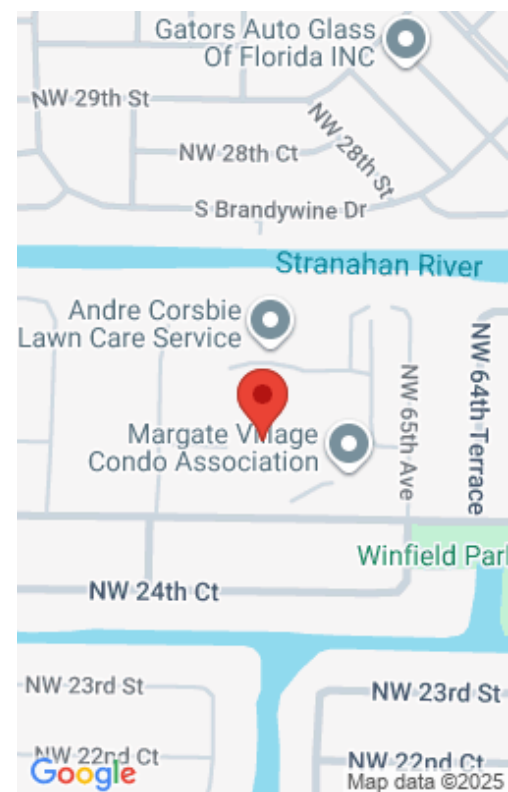 Gators Auto Glass
Of Florida INC
NW 29th St
NW 28th St
NW 28th Ct
S Brandywine Dr
Stranahan River
Andre Corsbie
Lawn Care Service
NW 64th Terrace
NW 65th Ave
Margate Village
Condo Association
Winfield Park
NW 24th Ct
NW 23rd St
NW 23rd St
NW 22nd Ct
NW 22nd Ct
Google
Map data ©2025